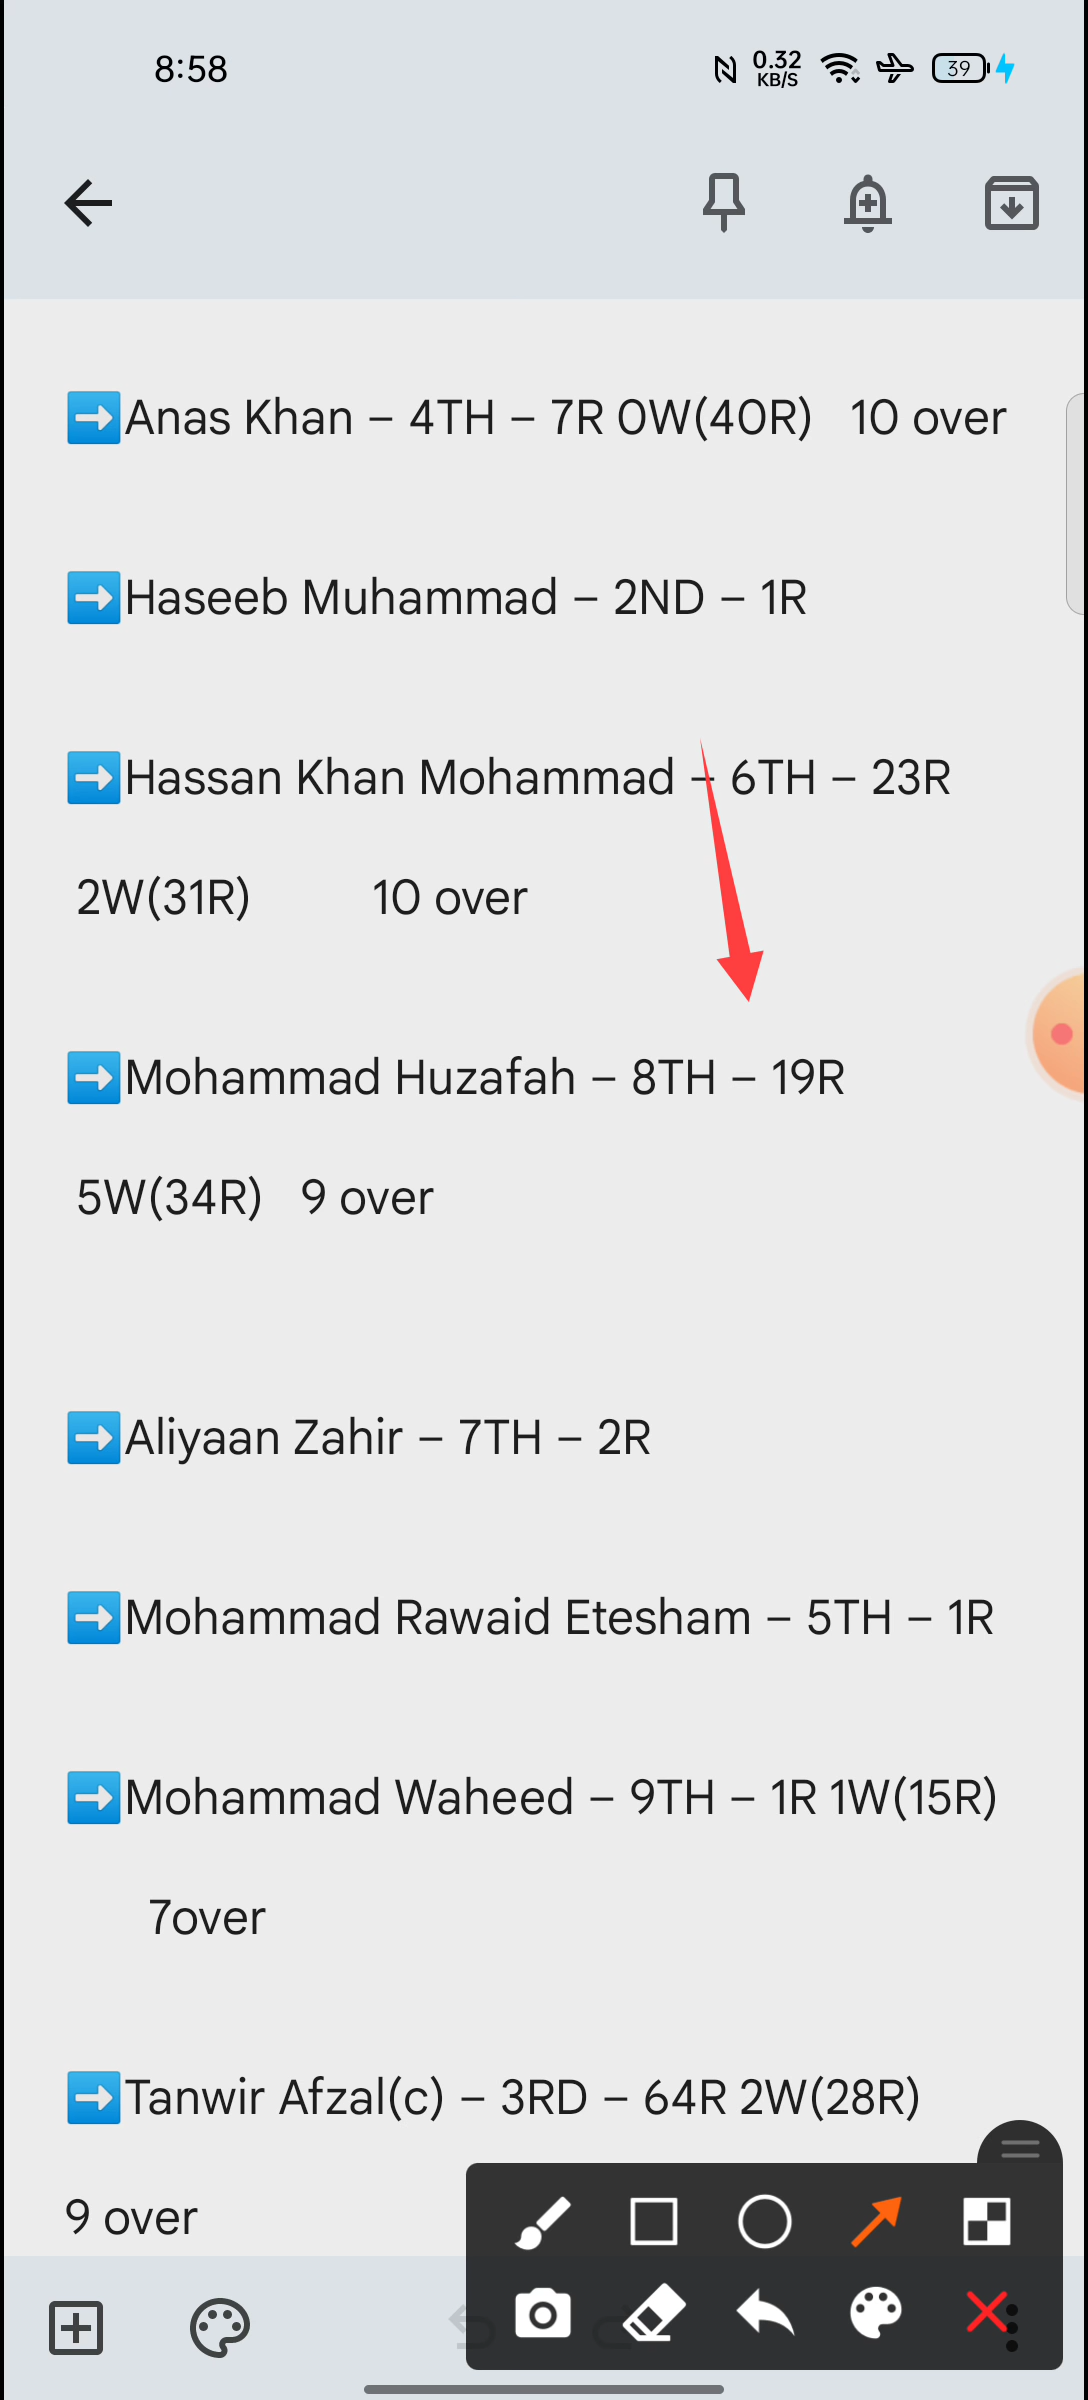 8:58
0.32
KB/S
39
➡️Anas Khan – 4TH – 7R 0W(40R) 10 over
➡️Haseeb Muhammad – 2ND – 1R
➡️Hassan Khan Mohammad – 6TH – 23R
2W(31R) 10 over
➡️Mohammad Huzafah – 8TH – 19R
5W(34R) 9 over
➡️Aliyaan Zahir – 7TH – 2R
➡️Mohammad Rawaid Etesham – 5TH – 1R
➡️Mohammad Waheed – 9TH – 1R 1W(15R)
7over
➡️Tanwir Afzal(c) – 3RD – 64R 2W(28R)
9 over